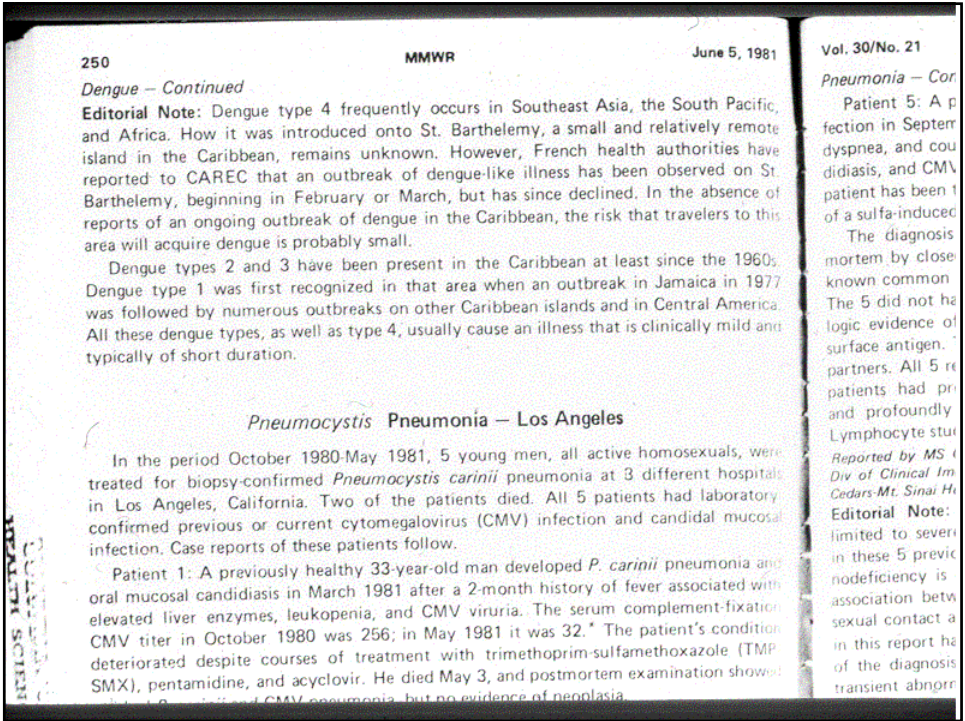 250
MMWR
June 5, 1981
Dengue – Continued
Editorial Note: Dengue type 4 frequently occurs in Southeast Asia, the South Pacific,
and Africa. How it was introduced onto St. Barthelemy, a small and relatively remote
island in the Caribbean, remains unknown. However, French health authorities have
reported to CAREC that an outbreak of dengue-like illness has been observed on St.
Barthelemy, beginning in February or March, but has since declined. In the absence of
reports of an ongoing outbreak of dengue in the Caribbean, the risk that travelers to this
area will acquire dengue is probably small.
Dengue types 2 and 3 have been present in the Caribbean at least since the 1960s.
Dengue type 1 was first recognized in that area when an outbreak in Jamaica in 1977
was followed by numerous outbreaks on other Caribbean islands and in Central America.
All these dengue types, as well as type 4, usually cause an illness that is clinically mild and
typically of short duration.
Pneumocystis Pneumonia – Los Angeles
In the period October 1980-May 1981, 5 young men, all active homosexuals, were
treated for biopsy-confirmed Pneumocystis carinii pneumonia at 3 different hospitals
in Los Angeles, California. Two of the patients died. All 5 patients had laboratory
confirmed previous or current cytomegalovirus (CMV) infection and candidal mucosal
infection. Case reports of these patients follow.
Patient 1: A previously healthy 33-year-old man developed P. carinii pneumonia and
oral mucosal candidiasis in March 1981 after a 2-month history of fever associated with
elevated liver enzymes, leukopenia, and CMV viruria. The serum complement-fixation
CMV titer in October 1980 was 256; in May 1981 it was 32.* The patient's condition
deteriorated despite courses of treatment with trimethoprim-sulfamethoxazole (TMP
SMX), pentamidine, and acyclovir. He died May 3, and postmortem examination showed
CMV pneumonia, but no evidence of neoplasia.
Vol. 30/No. 21
Pneumonia – Con
Patient 5: A p
fection in Septem
dyspnea, and cou
didiasis, and CMV
patient has been t
of a sulfa-induced
The diagnosis
mortem by close
known common
The 5 did not ha
logic evidence of
surface antigen.
partners. All 5 re
patients had pro
and profoundly
Lymphocyte stud
Reported by MS
Div of Clinical Im
Cedars-Mt. Sinai Ho
Editorial Note:
limited to severe
in these 5 previo
nodeficiency is
association betw
sexual contact a
in this report ha
of the diagnosis
transient abnorm
HEALTH SCIEN